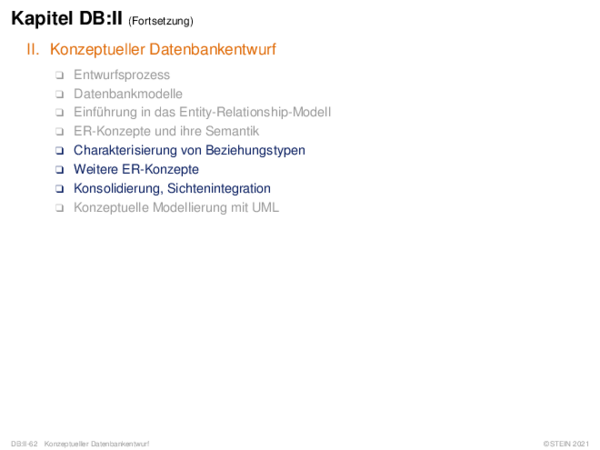 Kapitel DB:II (Fortsetzung)
II. Konzeptueller Datenbankentwurf
❑ Entwurfsprozess
❑ Datenbankmodelle
❑ Einführung in das Entity-Relationship-Modell
❑ ER-Konzepte und ihre Semantik
❑ Charakterisierung von Beziehungstypen
❑ Weitere ER-Konzepte
❑ Konsolidierung, Sichtenintegration
❑ Konzeptuelle Modellierung mit UML
DB:II-62 Konzeptueller Datenbankentwurf ©STEIN 2021